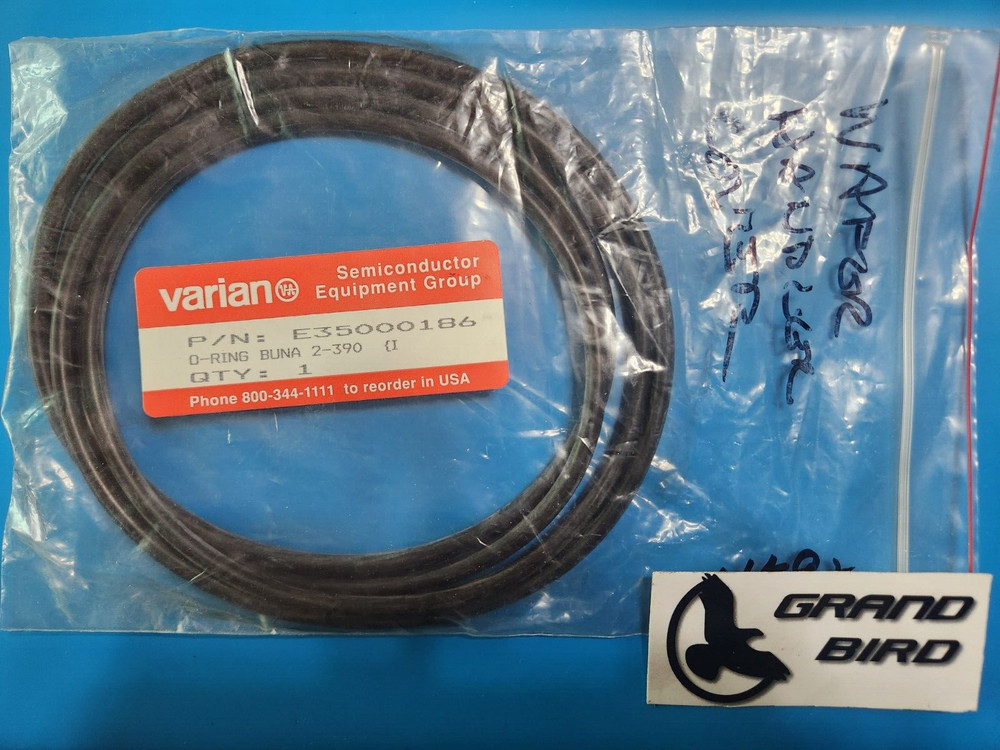 varian
Semiconductor
Equipment Group
P/N: E35000186
O-RING BUNA 2-390 {I
QTY: 1
Phone 800-344-1111 to reorder in USA
WAFER
GRAND
BIRD